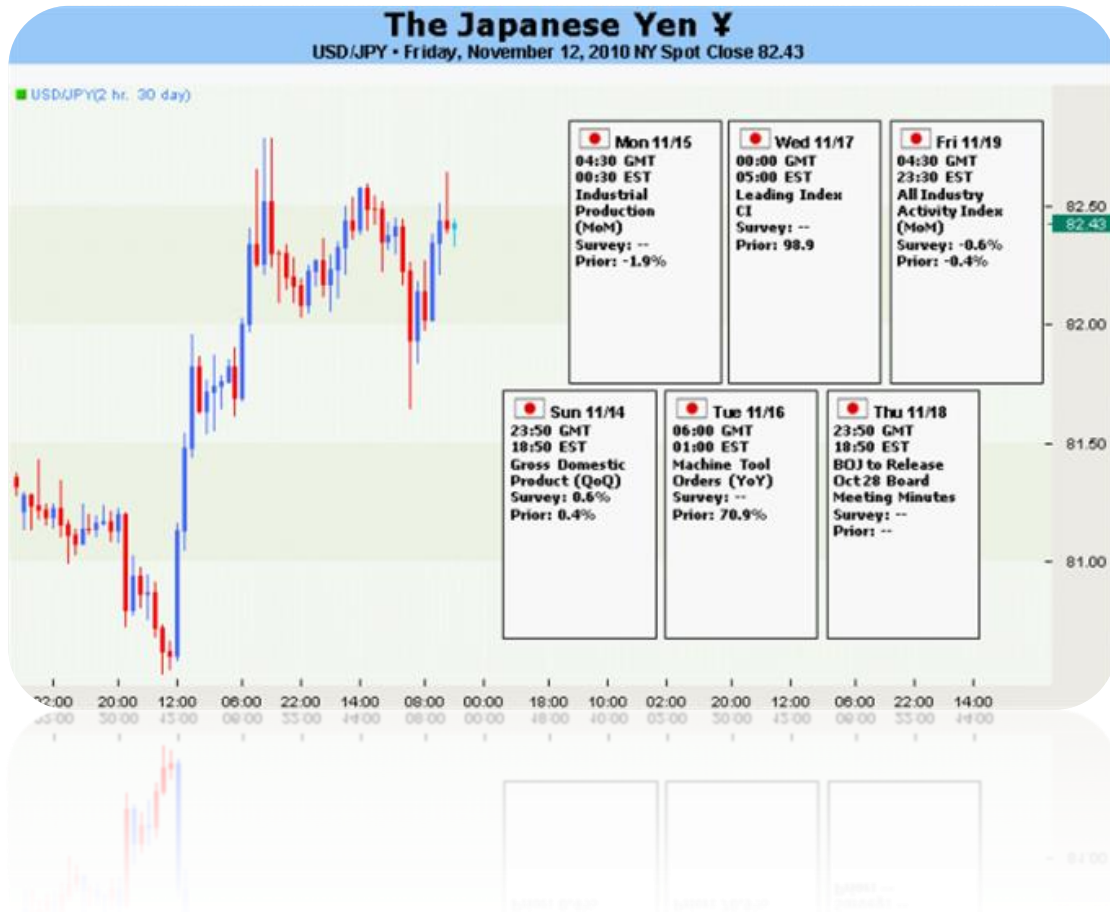 The Japanese Yen ¥
USD/JPY • Friday, November 12, 2010 NY Spot Close 82.43
USD/JPY(2 hr. 30 day)
Mon 11/15
04:30 GMT
00:30 EST
Industrial
Production
(MoM)
Survey: --
Prior: -1.9%
Wed 11/17
00:00 GMT
05:00 EST
Leading Index
CI
Survey: --
Prior: 98.9
Fri 11/19
04:30 GMT
23:30 EST
All Industry
Activity Index
(MoM)
Survey: -0.6%
Prior: -0.4%
Sun 11/14
23:50 GMT
18:50 EST
Gross Domestic
Product (QoQ)
Survey: 0.6%
Prior: 0.4%
Tue 11/16
06:00 GMT
01:00 EST
Machine Tool
Orders (YoY)
Survey: --
Prior: 70.9%
Thu 11/18
23:50 GMT
18:50 EST
BOJ to Release
Oct 28 Board
Meeting Minutes
Survey: --
Prior: --
82.50
82.43
82.00
81.50
81.00
20:00 12:00 06:00 22:00 14:00 08:00 00:00 18:00 10:00 02:00 20:00 12:00 06:00 22:00 14:00